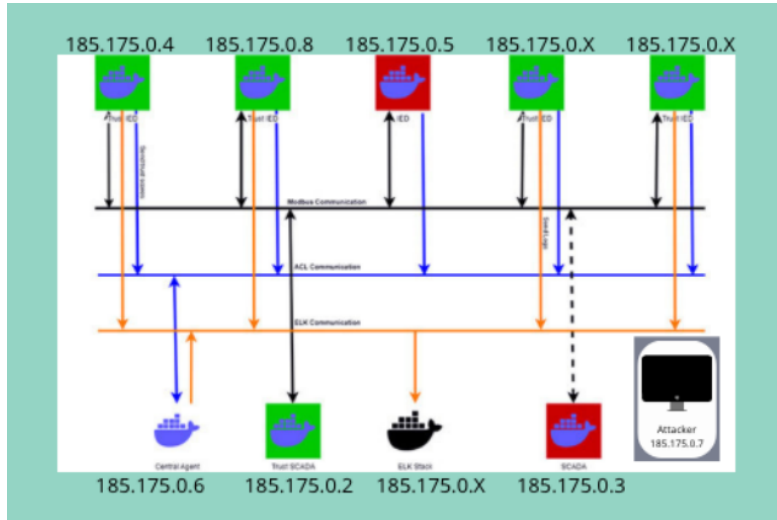 185.175.0.4 185.175.0.8 185.175.0.5 185.175.0.X 185.175.0.X
Trust IED Trust IED IED Trust IED Trust IED
Modbus Communication
Send Logs
ACL Communication
ELK Communication
Attacker
185.175.0.7
Central Agent Trust SCADA ELK Stack SCADA
185.175.0.6 185.175.0.2 185.175.0.X 185.175.0.3